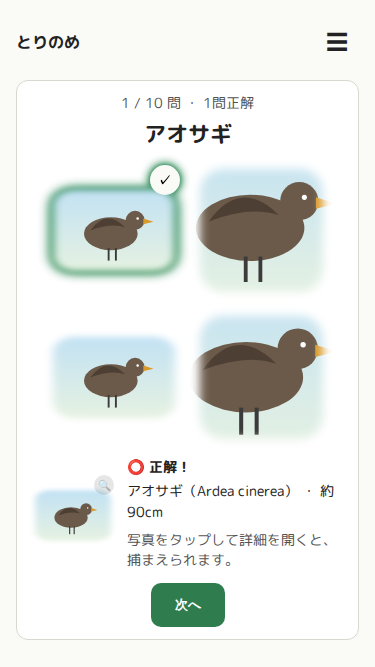 とりのめ
1 / 10 問 · 1問正解
アオサギ
✓
⭕ 正解！
アオサギ（Ardea cinerea） · 約
90cm
写真をタップして詳細を開くと、
捕まえられます。
次へ